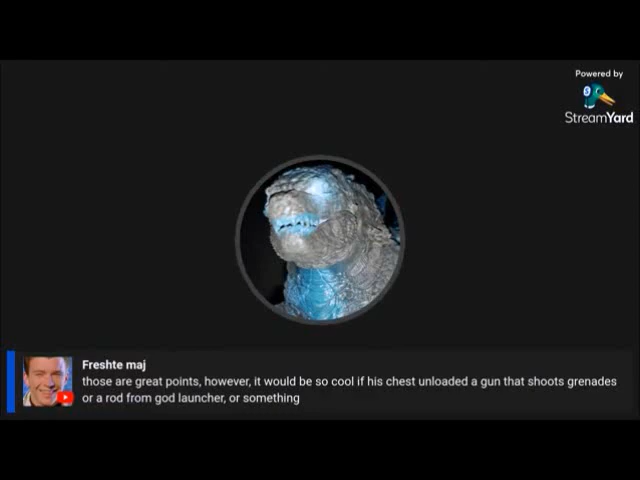 Powered by
StreamYard
Freshte maj
those are great points, however, it would be so cool if his chest unloaded a gun that shoots grenades
or a rod from god launcher, or something